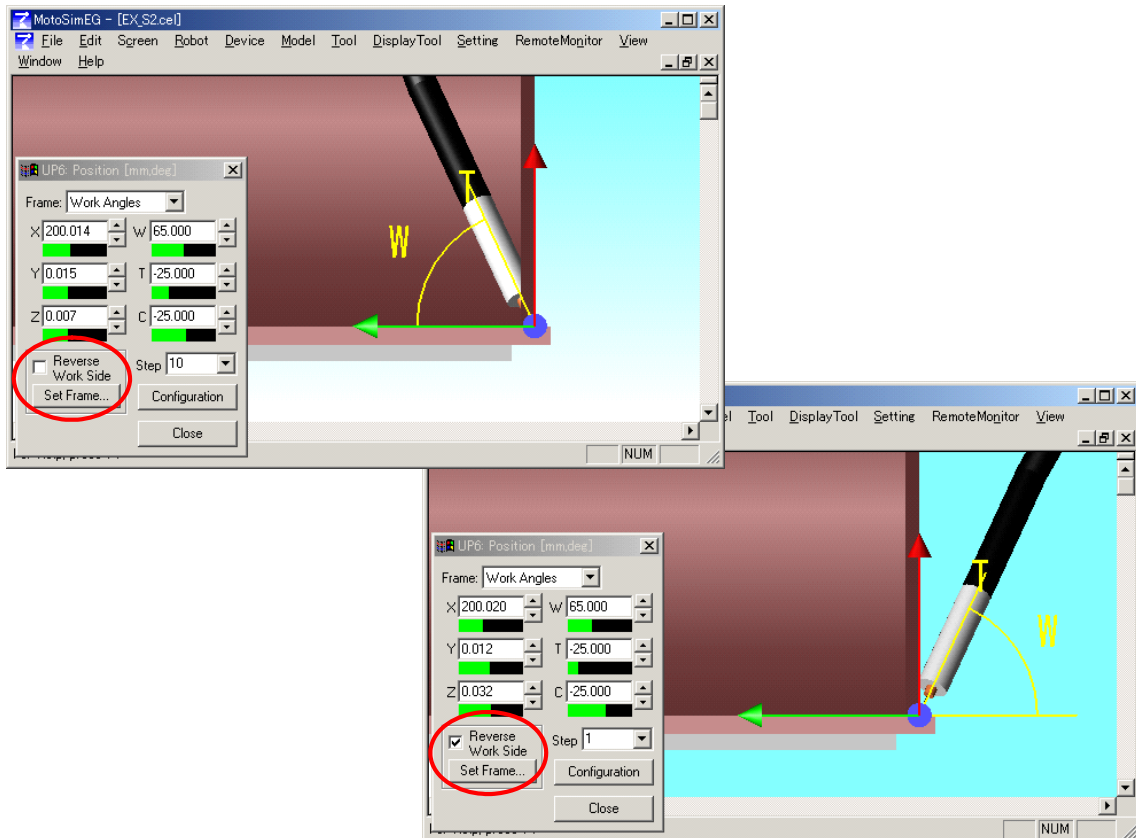 MotoSimEG - [EX_S2.cel]
File Edit Screen Robot Device Model Tool DisplayTool Setting RemoteMonitor View
Window Help
UP6: Position [mm,deg]
Frame: Work Angles
X 200.014 W 65.000
Y 0.015 T -25.000
Z 0.007 C -25.000
Reverse
Work Side
Step 10
Set Frame... Configuration
Close
W
T
NUM
Tool DisplayTool Setting RemoteMonitor View
UP6: Position [mm,deg]
Frame: Work Angles
X 200.020 W 65.000
Y 0.012 T -25.000
Z 0.032 C -25.000
Reverse
Work Side
Step 1
Set Frame... Configuration
Close
T
W
NUM